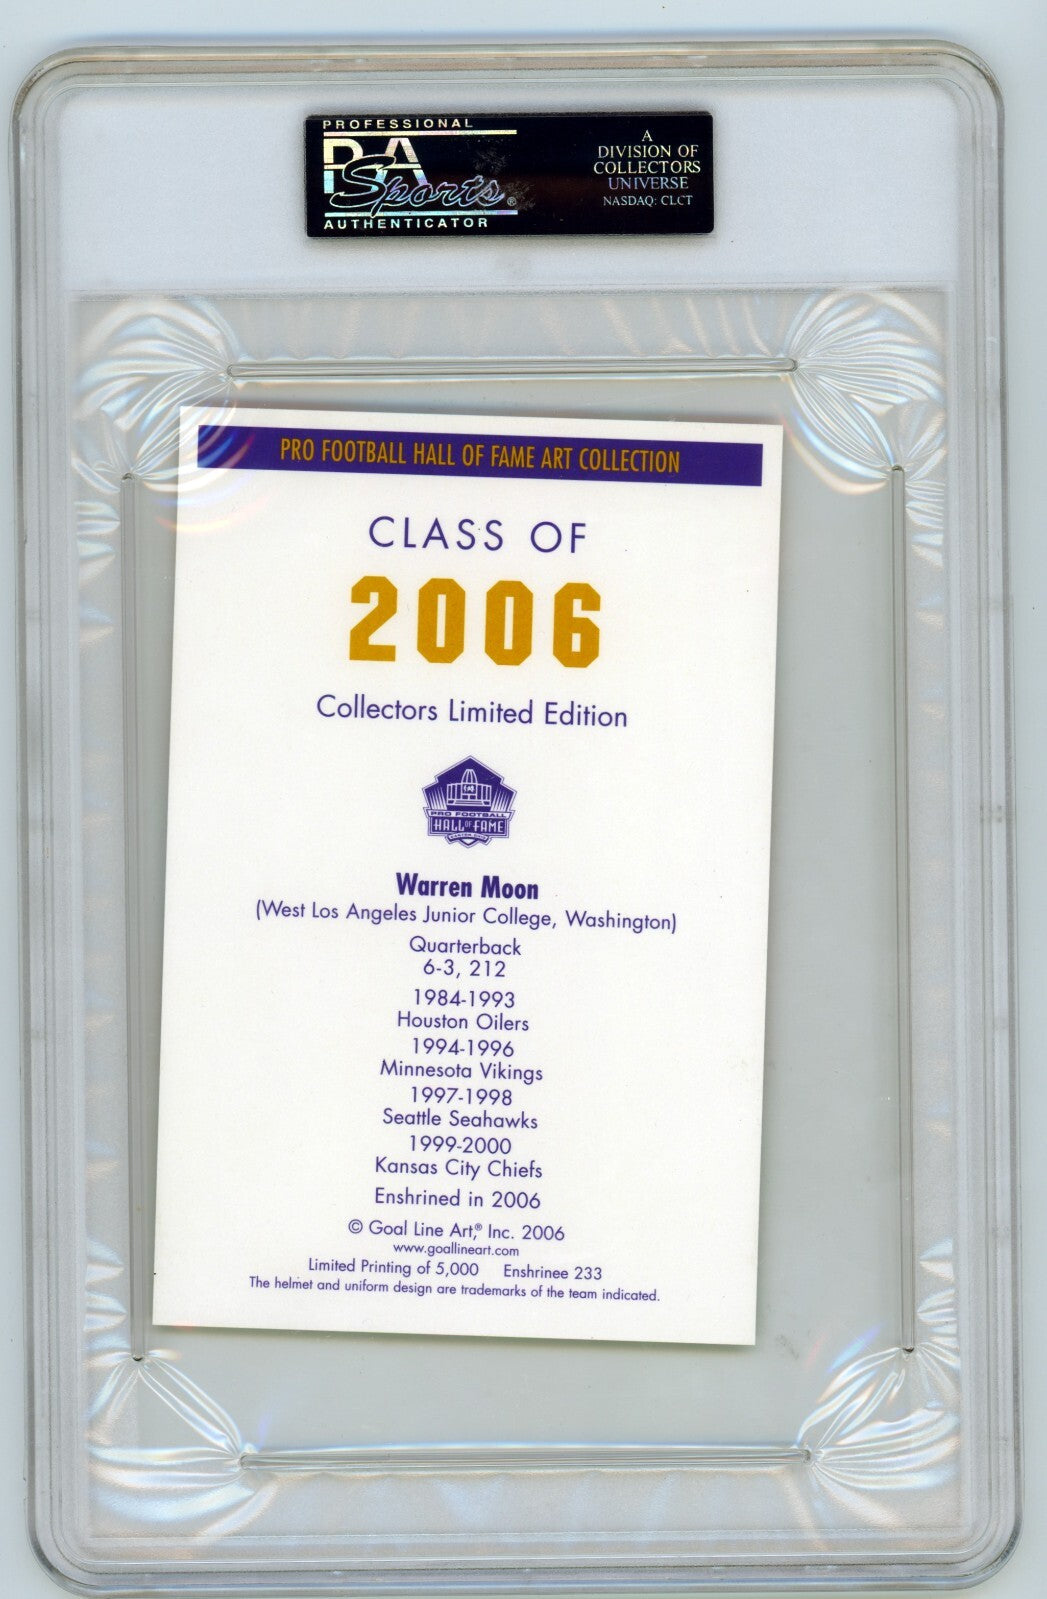 PROFESSIONAL
PSA
Sports®
AUTHENTICATOR
A
DIVISION OF
COLLECTORS
UNIVERSE
NASDAQ: CLCT
PRO FOOTBALL HALL OF FAME ART COLLECTION
CLASS OF
2006
Collectors Limited Edition
PRO FOOTBALL
HALL OF FAME
Warren Moon
(West Los Angeles Junior College, Washington)
Quarterback
6-3, 212
1984-1993
Houston Oilers
1994-1996
Minnesota Vikings
1997-1998
Seattle Seahawks
1999-2000
Kansas City Chiefs
Enshrined in 2006
© Goal Line Art,® Inc. 2006
www.goallineart.com
Limited Printing of 5,000 Enshrinee 233
The helmet and uniform design are trademarks of the team indicated.